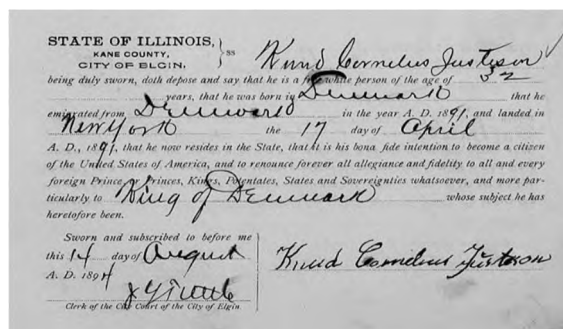 STATE OF ILLINOIS,
KANE COUNTY,
CITY OF ELGIN,
} ss Knud Cornelius Justeson
being duly sworn, doth depose and say that he is a free white person of the age of 32
years, that he was born in Denmark that he
emigrated from Denmark in the year A. D. 1891, and landed in
New York the 17 day of April
A. D., 1891, that he now resides in the State, that it is his bona fide intention to become a citizen
of the United States of America, and to renounce forever all allegiance and fidelity to all and every
foreign Prince or Princes, Kings, Potentates, States and Sovereignties whatsoever, and more par-
ticularly to King of Denmark whose subject he has
heretofore been.
Sworn and subscribed to before me
this 14 day of August
A. D. 1894
Knud Cornelius Justeson
Clerk of the City Court of the City of Elgin.